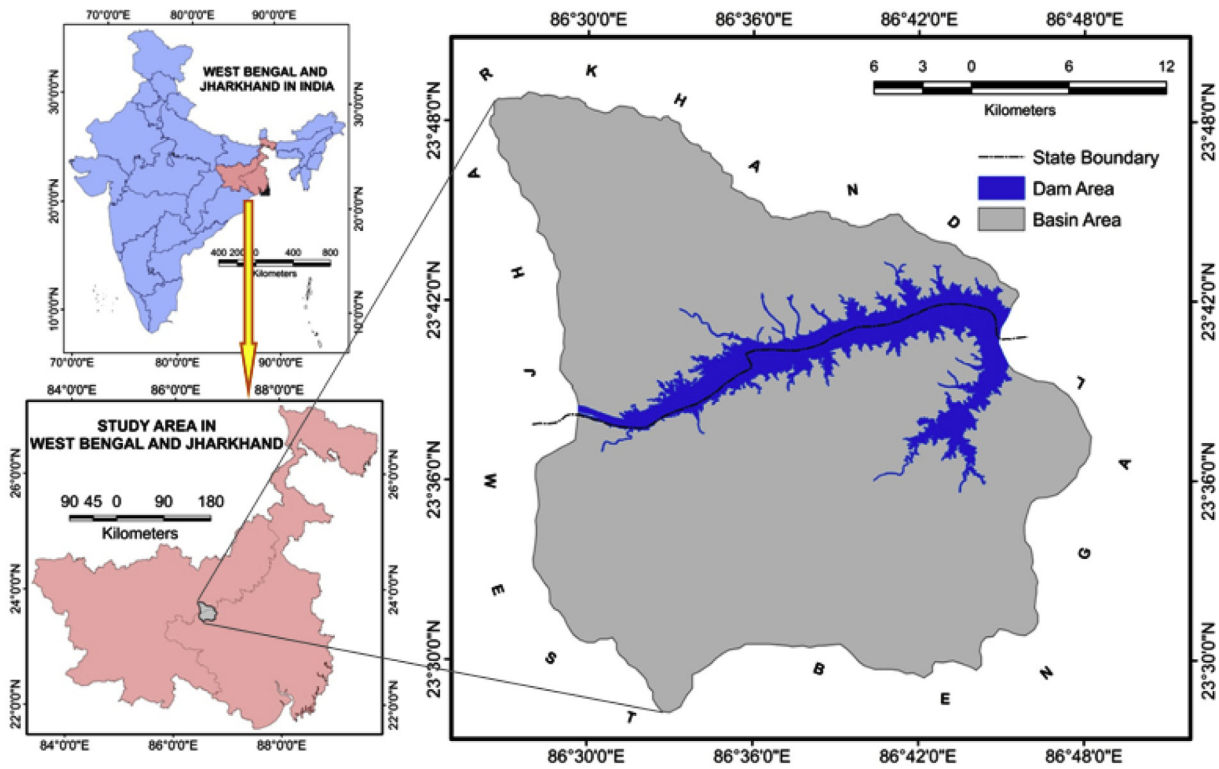 70°0'0"E 80°0'0"E 90°0'0"E
WEST BENGAL AND
JHARKHAND IN INDIA
30°0'0"N
30°0'0"N
20°0'0"N
20°0'0"N
10°0'0"N
10°0'0"N
400 200 0 400 800
Kilometers
70°0'0"E 80°0'0"E 90°0'0"E
84°0'0"E 86°0'0"E 88°0'0"E
STUDY AREA IN
WEST BENGAL AND JHARKHAND
26°0'0"N
26°0'0"N
90 45 0 90 180
Kilometers
24°0'0"N
24°0'0"N
22°0'0"N
22°0'0"N
84°0'0"E 86°0'0"E 88°0'0"E
86°30'0"E 86°36'0"E 86°42'0"E 86°48'0"E
6 3 0 6 12
Kilometers
State Boundary
Dam Area
Basin Area
J H A R K H A N D
W E S T B E N G A L
23°48'0"N
23°48'0"N
23°42'0"N
23°42'0"N
23°36'0"N
23°36'0"N
23°30'0"N
23°30'0"N
86°30'0"E 86°36'0"E 86°42'0"E 86°48'0"E